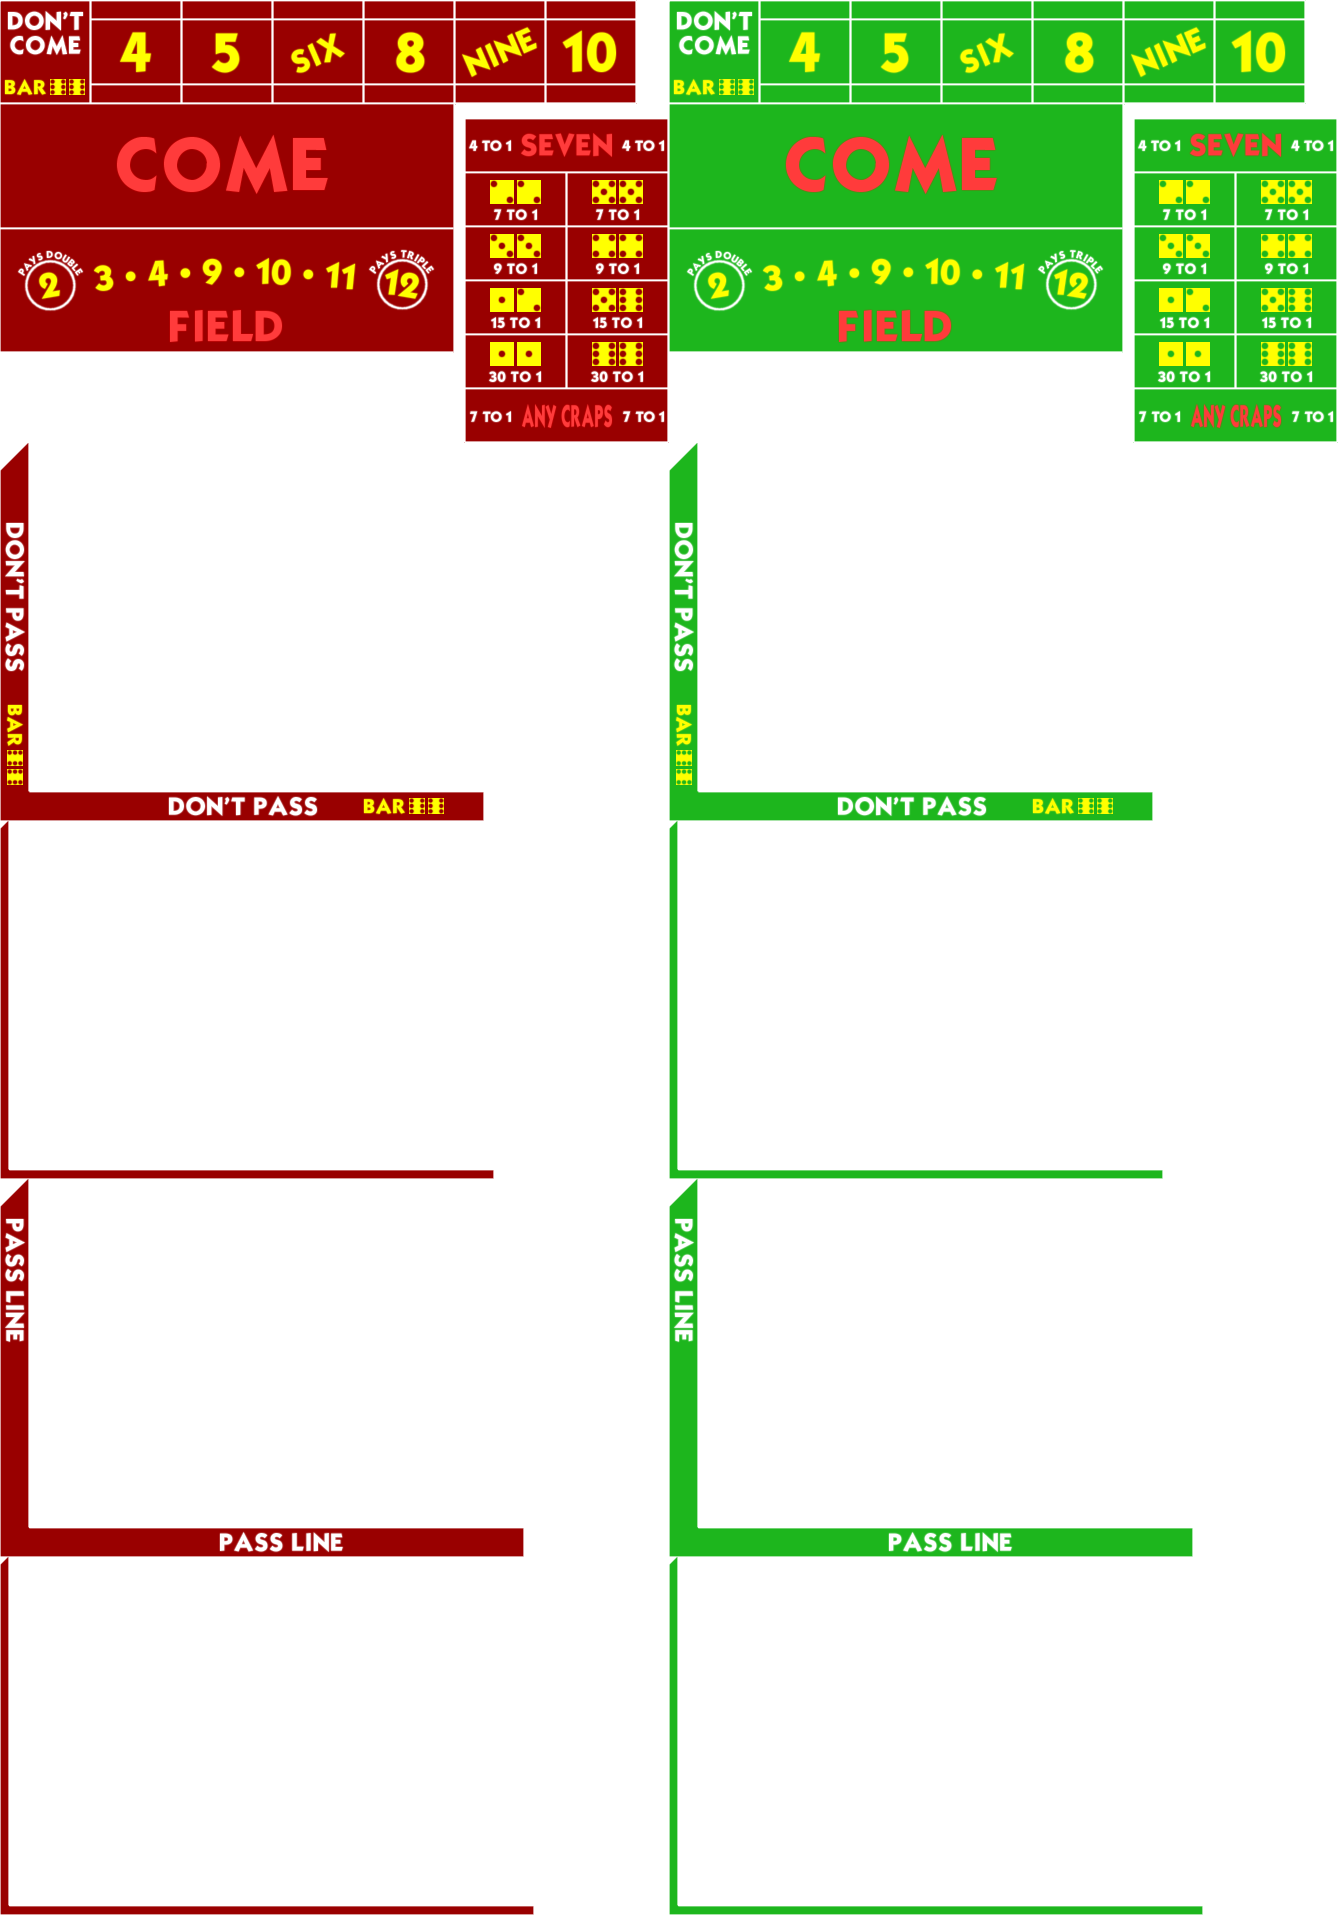 DON'T
COME
BAR
4 5 SIX 8 NINE 10
COME
PAYS DOUBLE
2
3 • 4 • 9 • 10 • 11
PAYS TRIPLE
12
FIELD
4 TO 1 SEVEN 4 TO 1
7 TO 1 7 TO 1
9 TO 1 9 TO 1
15 TO 1 15 TO 1
30 TO 1 30 TO 1
7 TO 1 ANY CRAPS 7 TO 1
DON'T
COME
BAR
4 5 SIX 8 NINE 10
COME
PAYS DOUBLE
2
3 • 4 • 9 • 10 • 11
PAYS TRIPLE
12
FIELD
4 TO 1 SEVEN 4 TO 1
7 TO 1 7 TO 1
9 TO 1 9 TO 1
15 TO 1 15 TO 1
30 TO 1 30 TO 1
7 TO 1 ANY CRAPS 7 TO 1
DON'T PASS BAR
DON'T PASS BAR
DON'T PASS BAR
DON'T PASS BAR
PASS LINE
PASS LINE
PASS LINE
PASS LINE